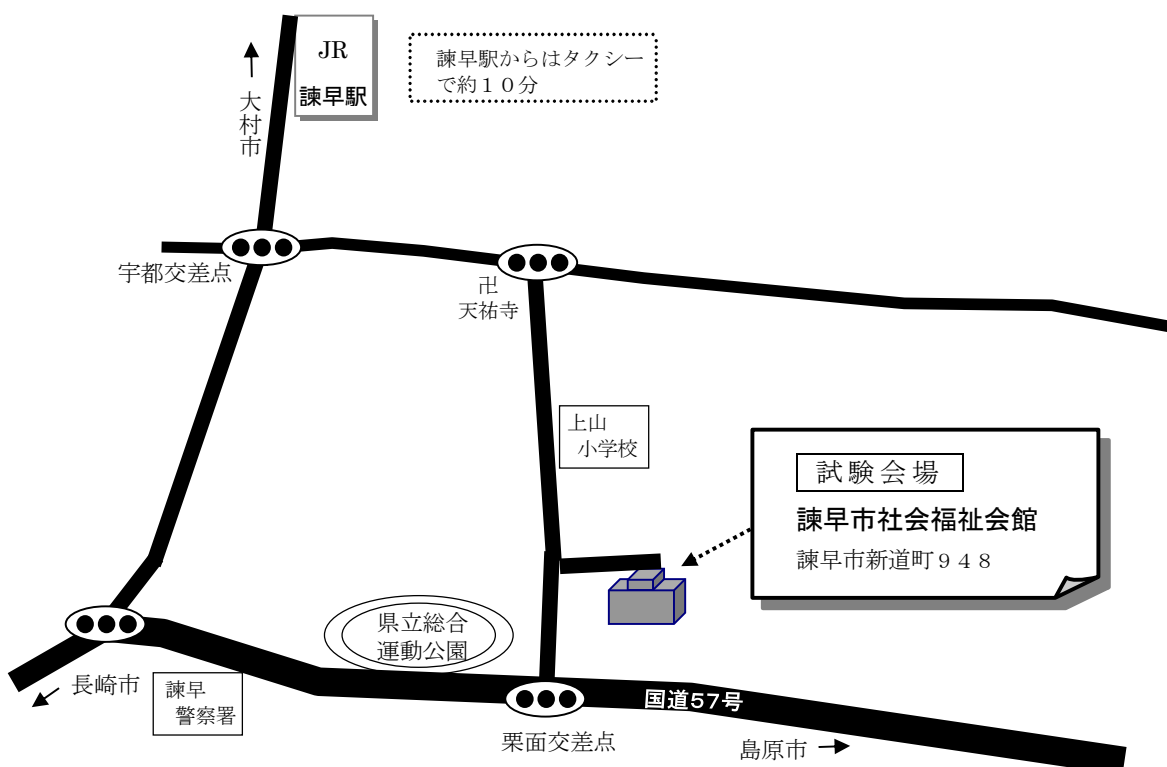 JR
諫早駅
諫早駅からはタクシー
で約１０分
大村市
宇都交差点
卍
天祐寺
上山
小学校
試験会場
諫早市社会福祉会館
諫早市新道町９４８
県立総合
運動公園
長崎市
諫早
警察署
国道57号
栗面交差点
島原市